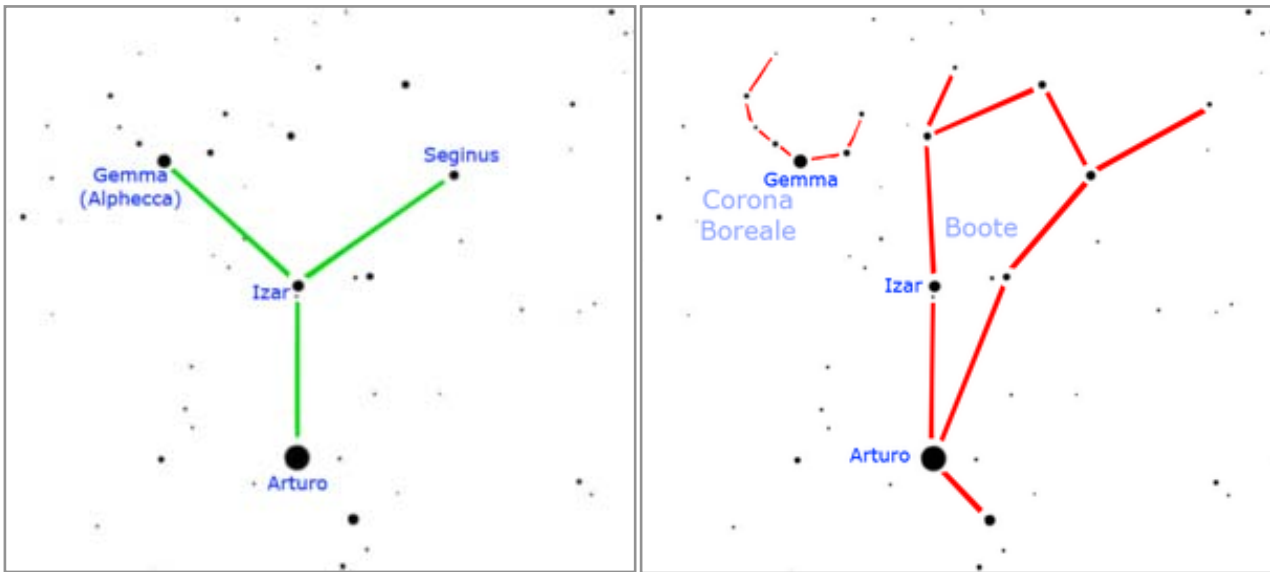 Seginus
Gemma
(Alphecca)
Izar
Arturo
Gemma
Corona
Boreale
Boote
Izar
Arturo